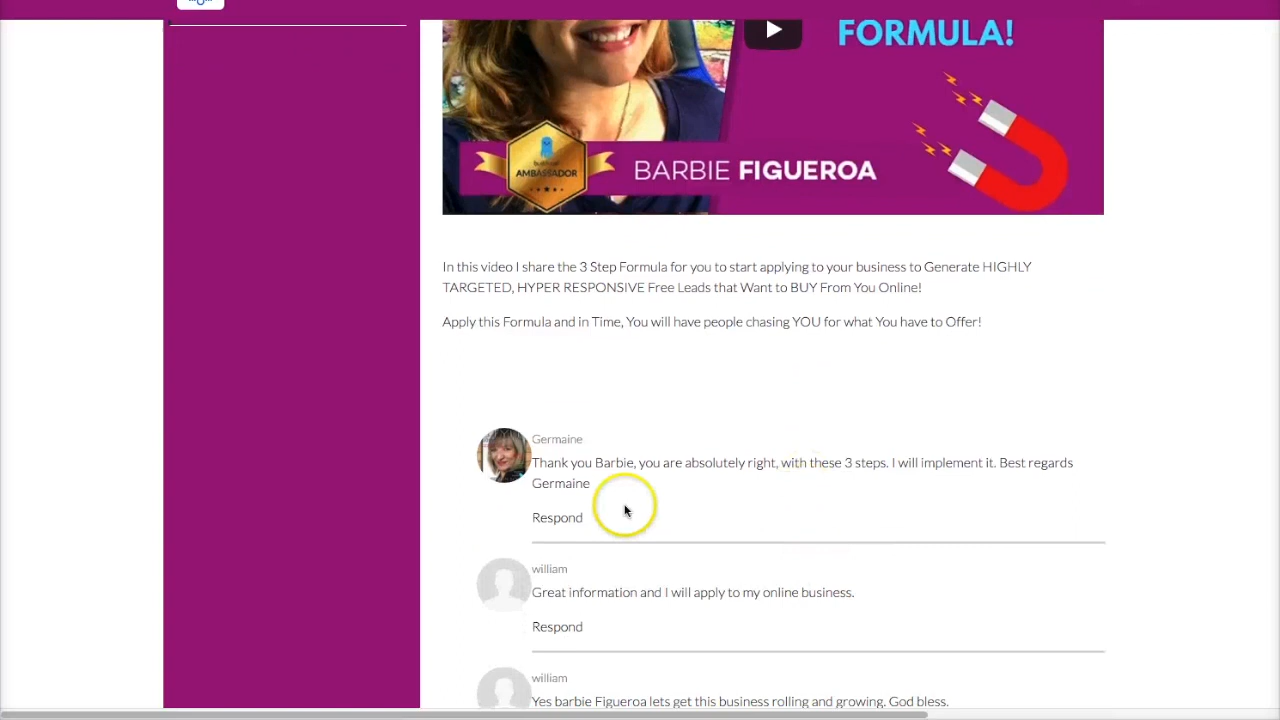 FORMULA!
AMBASSADOR
BARBIE FIGUEROA
In this video I share the 3 Step Formula for you to start applying to your business to Generate HIGHLY
TARGETED, HYPER RESPONSIVE Free Leads that Want to BUY From You Online!
Apply this Formula and in Time, You will have people chasing YOU for what You have to Offer!
Germaine
Thank you Barbie, you are absolutely right, with these 3 steps. I will implement it. Best regards
Germaine
Respond
william
Great information and I will apply to my online business.
Respond
william
Yes barbie Figueroa lets get this business rolling and growing. God bless.